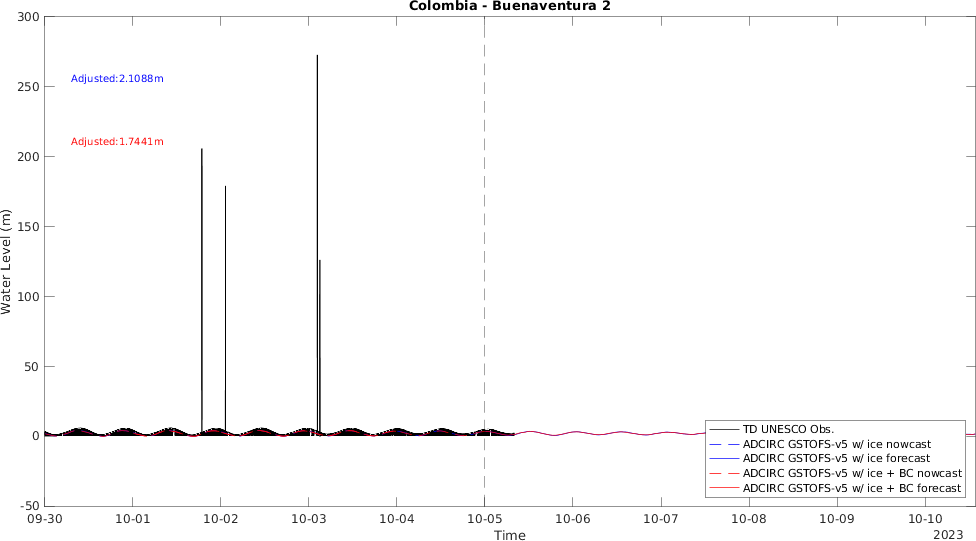 Colombia - Buenaventura 2
300
250
200
150
100
50
0
-50
Water Level (m)
Adjusted:2.1088m
Adjusted:1.7441m
TD UNESCO Obs.
ADCIRC GSTOFS-v5 w/ ice nowcast
ADCIRC GSTOFS-v5 w/ ice forecast
ADCIRC GSTOFS-v5 w/ ice + BC nowcast
ADCIRC GSTOFS-v5 w/ ice + BC forecast
09-30 10-01 10-02 10-03 10-04 10-05 10-06 10-07 10-08 10-09 10-10
Time
2023